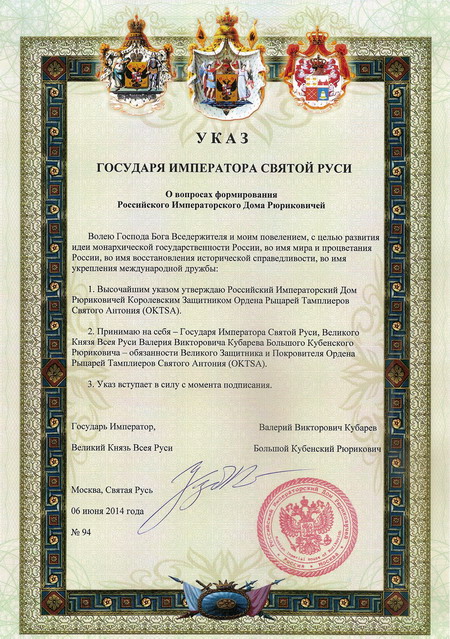 УКАЗ
ГОСУДАРЯ ИМПЕРАТОРА СВЯТОЙ РУСИ
О вопросах формирования
Российского Императорского Дома Рюриковичей
Волею Господа Бога Вседержителя и моим повелением, с целью развития
идеи монархической государственности России, во имя мира и процветания
России, во имя восстановления исторической справедливости, во имя
укрепления международной дружбы:
1. Высочайшим указом утверждаю Российский Императорский Дом
Рюриковичей Королевским Защитником Ордена Рыцарей Тамплиеров
Святого Антония (OKTSA).
2. Принимаю на себя – Государя Императора Святой Руси, Великого
Князя Всея Руси Валерия Викторовича Кубарева Большого Кубенского
Рюриковича – обязанности Великого Защитника и Покровителя Ордена
Рыцарей Тамплиеров Святого Антония (OKTSA).
3. Указ вступает в силу с момента подписания.
Государь Император, Валерий Викторович Кубарев
Великий Князь Всея Руси Большой Кубенский Рюрикович
Москва, Святая Русь
06 июня 2014 года
№ 94